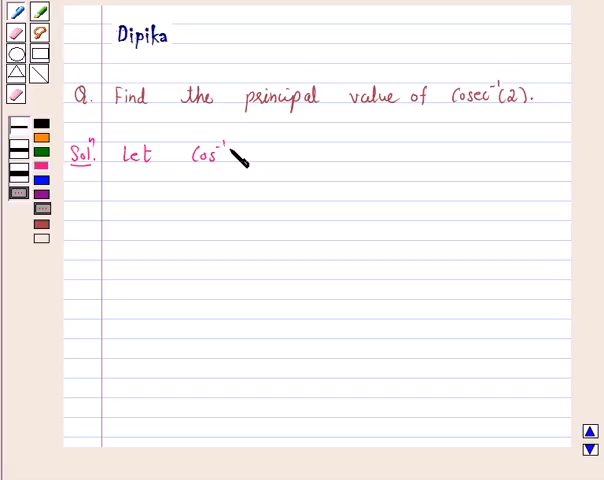 Dipika
Q. Find the principal value of Cosec⁻¹(2).
Solⁿ. Let Cos⁻¹